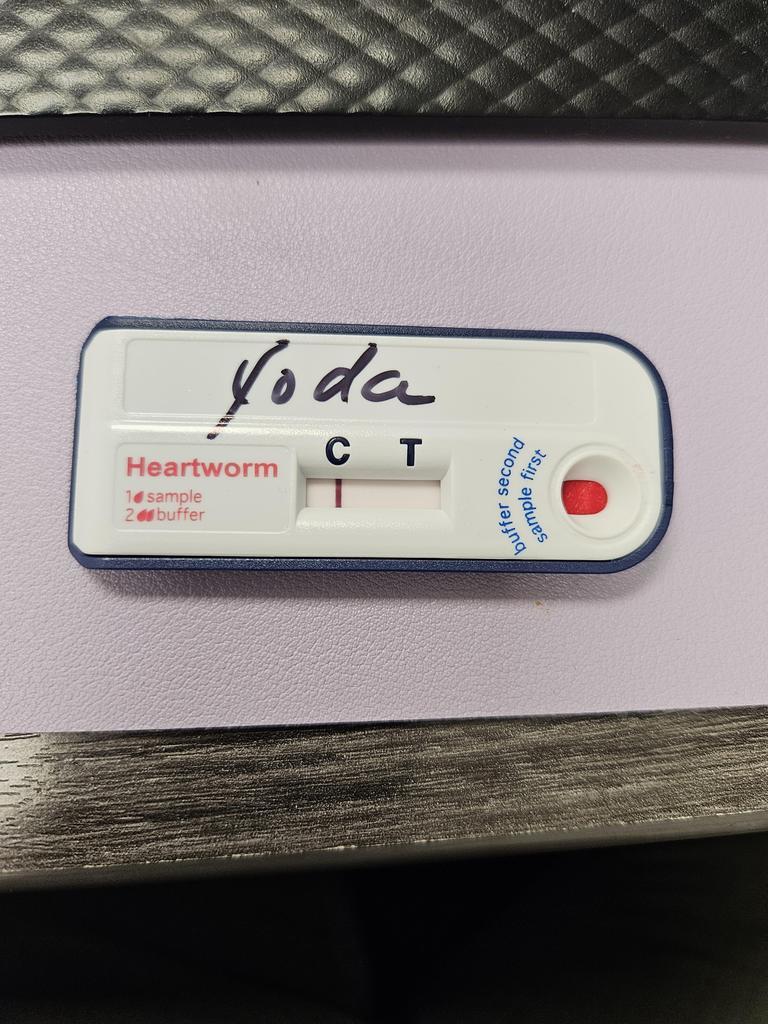 Yoda
C T
Heartworm
1 sample
2 buffer
buffer second
sample first